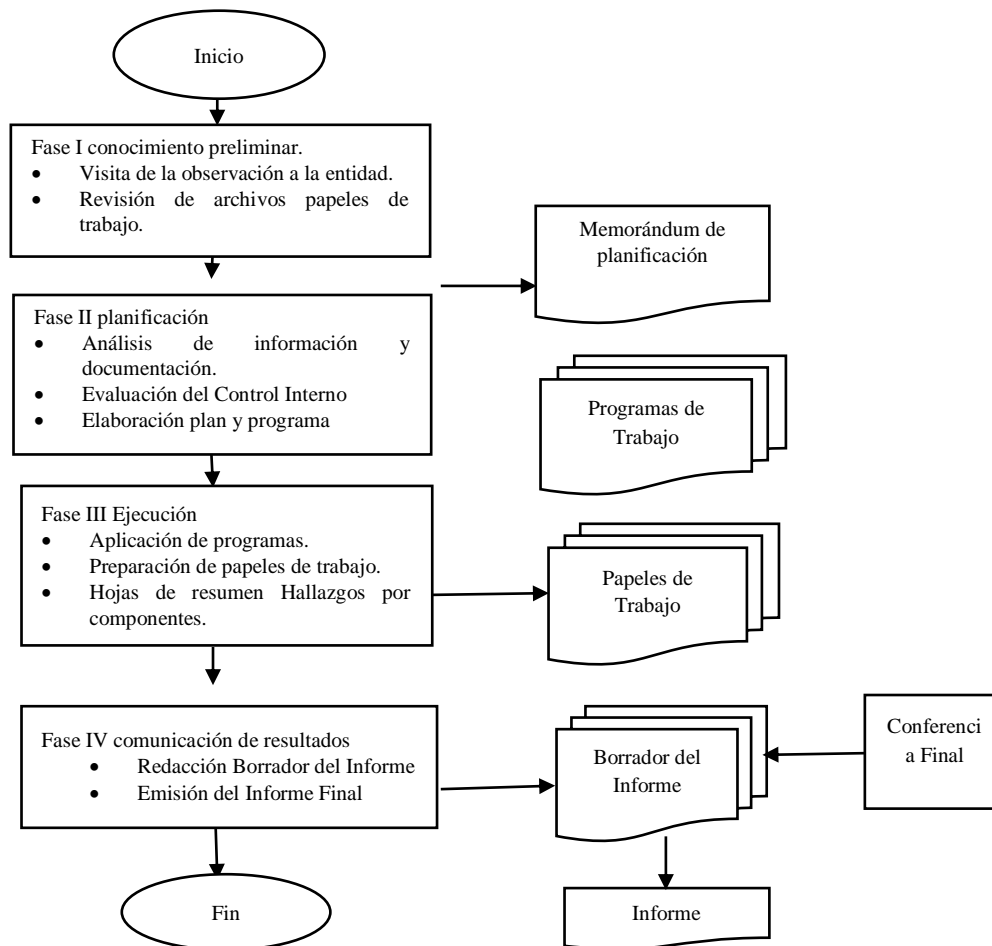 Inicio
Fase I conocimiento preliminar.
• Visita de la observación a la entidad.
• Revisión de archivos papeles de
trabajo.
Memorándum de
planificación
Fase II planificación
• Análisis de información y
documentación.
• Evaluación del Control Interno
• Elaboración plan y programa
Programas de
Trabajo
Fase III Ejecución
• Aplicación de programas.
• Preparación de papeles de trabajo.
• Hojas de resumen Hallazgos por
componentes.
Papeles de
Trabajo
Fase IV comunicación de resultados
• Redacción Borrador del Informe
• Emisión del Informe Final
Borrador del
Informe
Conferenci
a Final
Fin
Informe